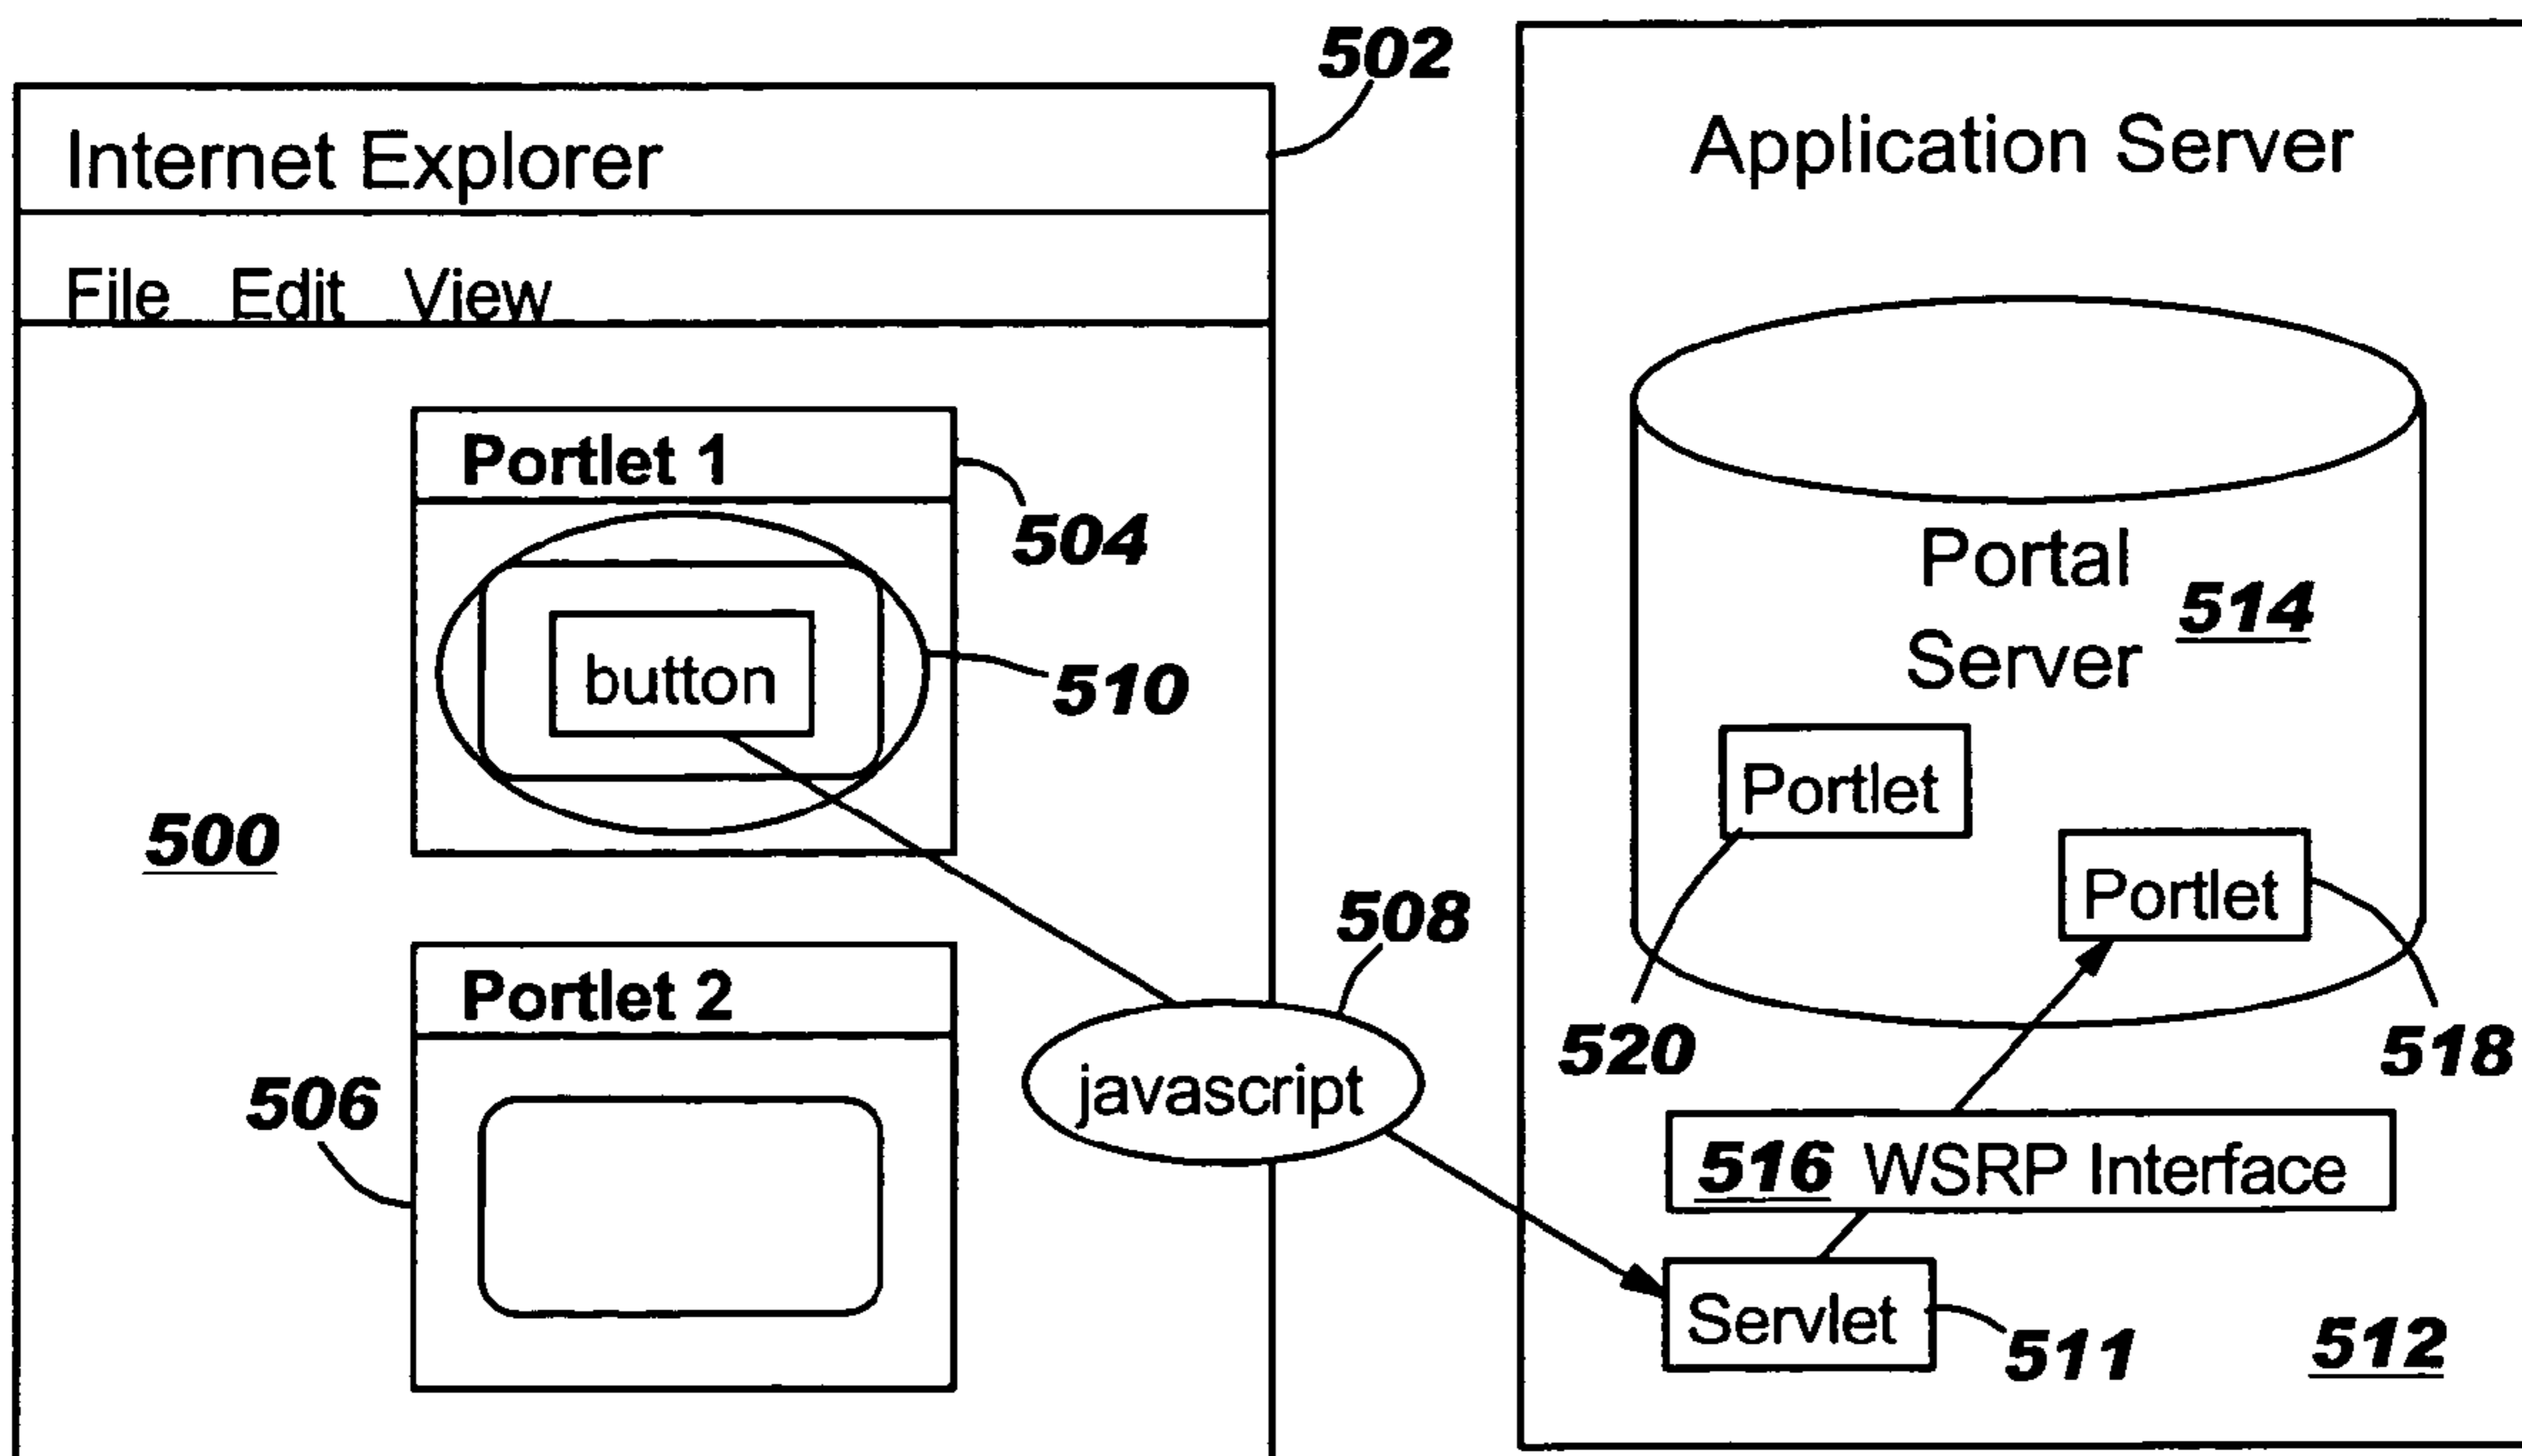 502
Internet Explorer
File Edit View
Portlet 1
504
button
510
500
Portlet 2
506
508
javascript
Application Server
Portal
Server
514
Portlet
Portlet
520
518
516 WSRP Interface
Servlet
511
512